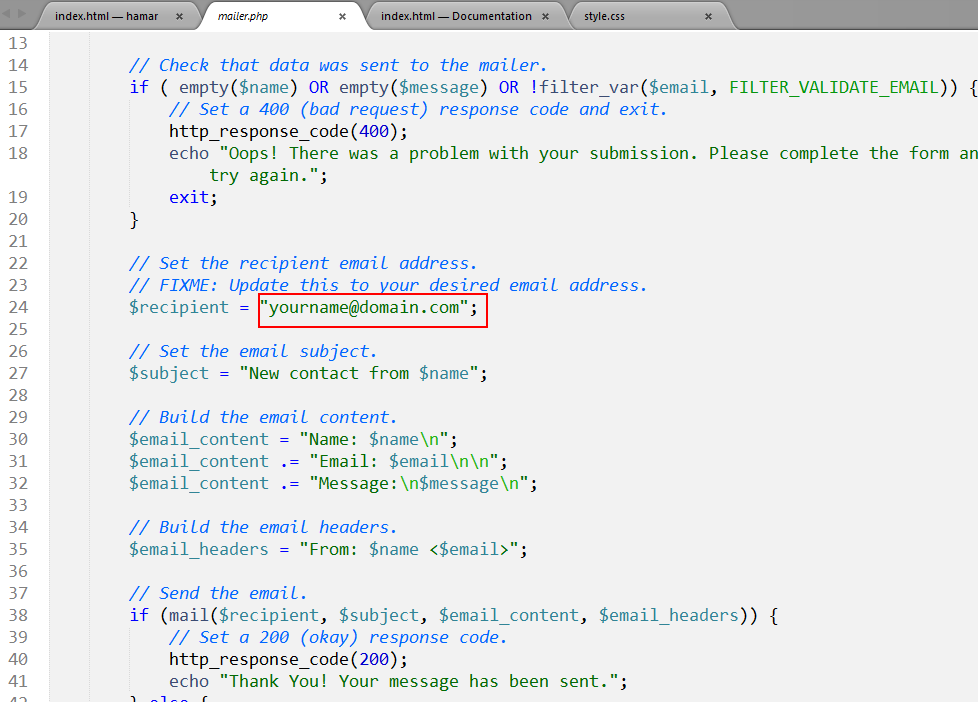 index.html — hamar × mailer.php × index.html — Documentation × style.css ×
13
14 // Check that data was sent to the mailer.
15 if ( empty($name) OR empty($message) OR !filter_var($email, FILTER_VALIDATE_EMAIL)) {
16 // Set a 400 (bad request) response code and exit.
17 http_response_code(400);
18 echo "Oops! There was a problem with your submission. Please complete the form an
try again.";
19 exit;
20 }
21
22 // Set the recipient email address.
23 // FIXME: Update this to your desired email address.
24 $recipient = "yourname@domain.com";
25
26 // Set the email subject.
27 $subject = "New contact from $name";
28
29 // Build the email content.
30 $email_content = "Name: $name\n";
31 $email_content .= "Email: $email\n\n";
32 $email_content .= "Message:\n$message\n";
33
34 // Build the email headers.
35 $email_headers = "From: $name <$email>";
36
37 // Send the email.
38 if (mail($recipient, $subject, $email_content, $email_headers)) {
39 // Set a 200 (okay) response code.
40 http_response_code(200);
41 echo "Thank You! Your message has been sent.";
42 } else {